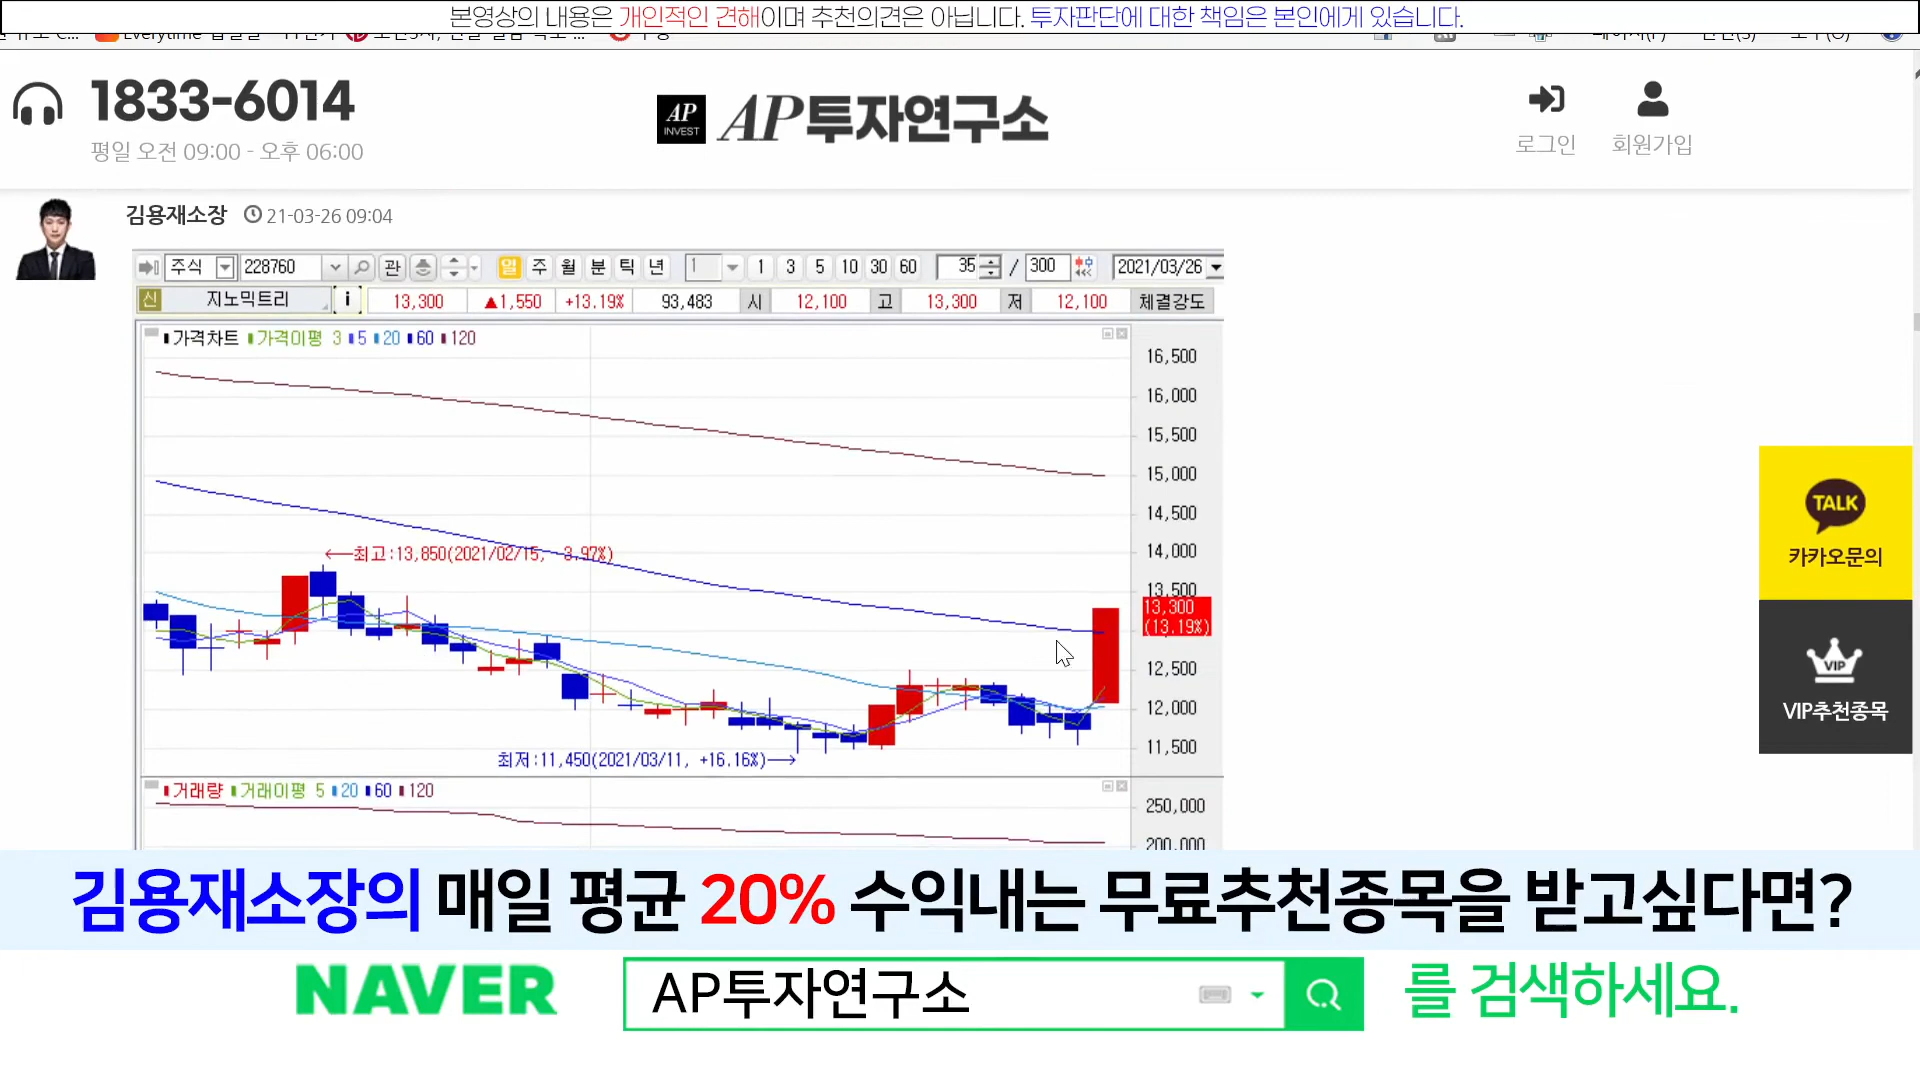 본영상의 내용은 개인적인 견해이며 추천의견은 아닙니다. 투자판단에 대한 책임은 본인에게 있습니다.
1833-6014
평일 오전 09:00 - 오후 06:00
AP
INVEST
AP투자연구소
로그인
회원가입
김용재소장 21-03-26 09:04
주식 228760 관 일 주 월 분 틱 년 1 1 3 5 10 30 60 35 / 300 2021/03/26
신 지노믹트리 i 13,300 ▲1,550 +13.19% 93,483 시 12,100 고 13,300 저 12,100 체결강도
가격차트 가격이평 3 5 20 60 120
16,500
16,000
15,500
15,000
14,500
14,000
13,500
13,300
(13.19%)
12,500
12,000
11,500
←최고:13,850(2021/02/15, -3.97%)
최저:11,450(2021/03/11, +16.16%)→
거래량 거래이평 5 20 60 120
250,000
200,000
TALK
카카오문의
VIP
VIP추천종목
김용재소장의 매일 평균 20% 수익내는 무료추천종목을 받고싶다면?
NAVER AP투자연구소 를 검색하세요.